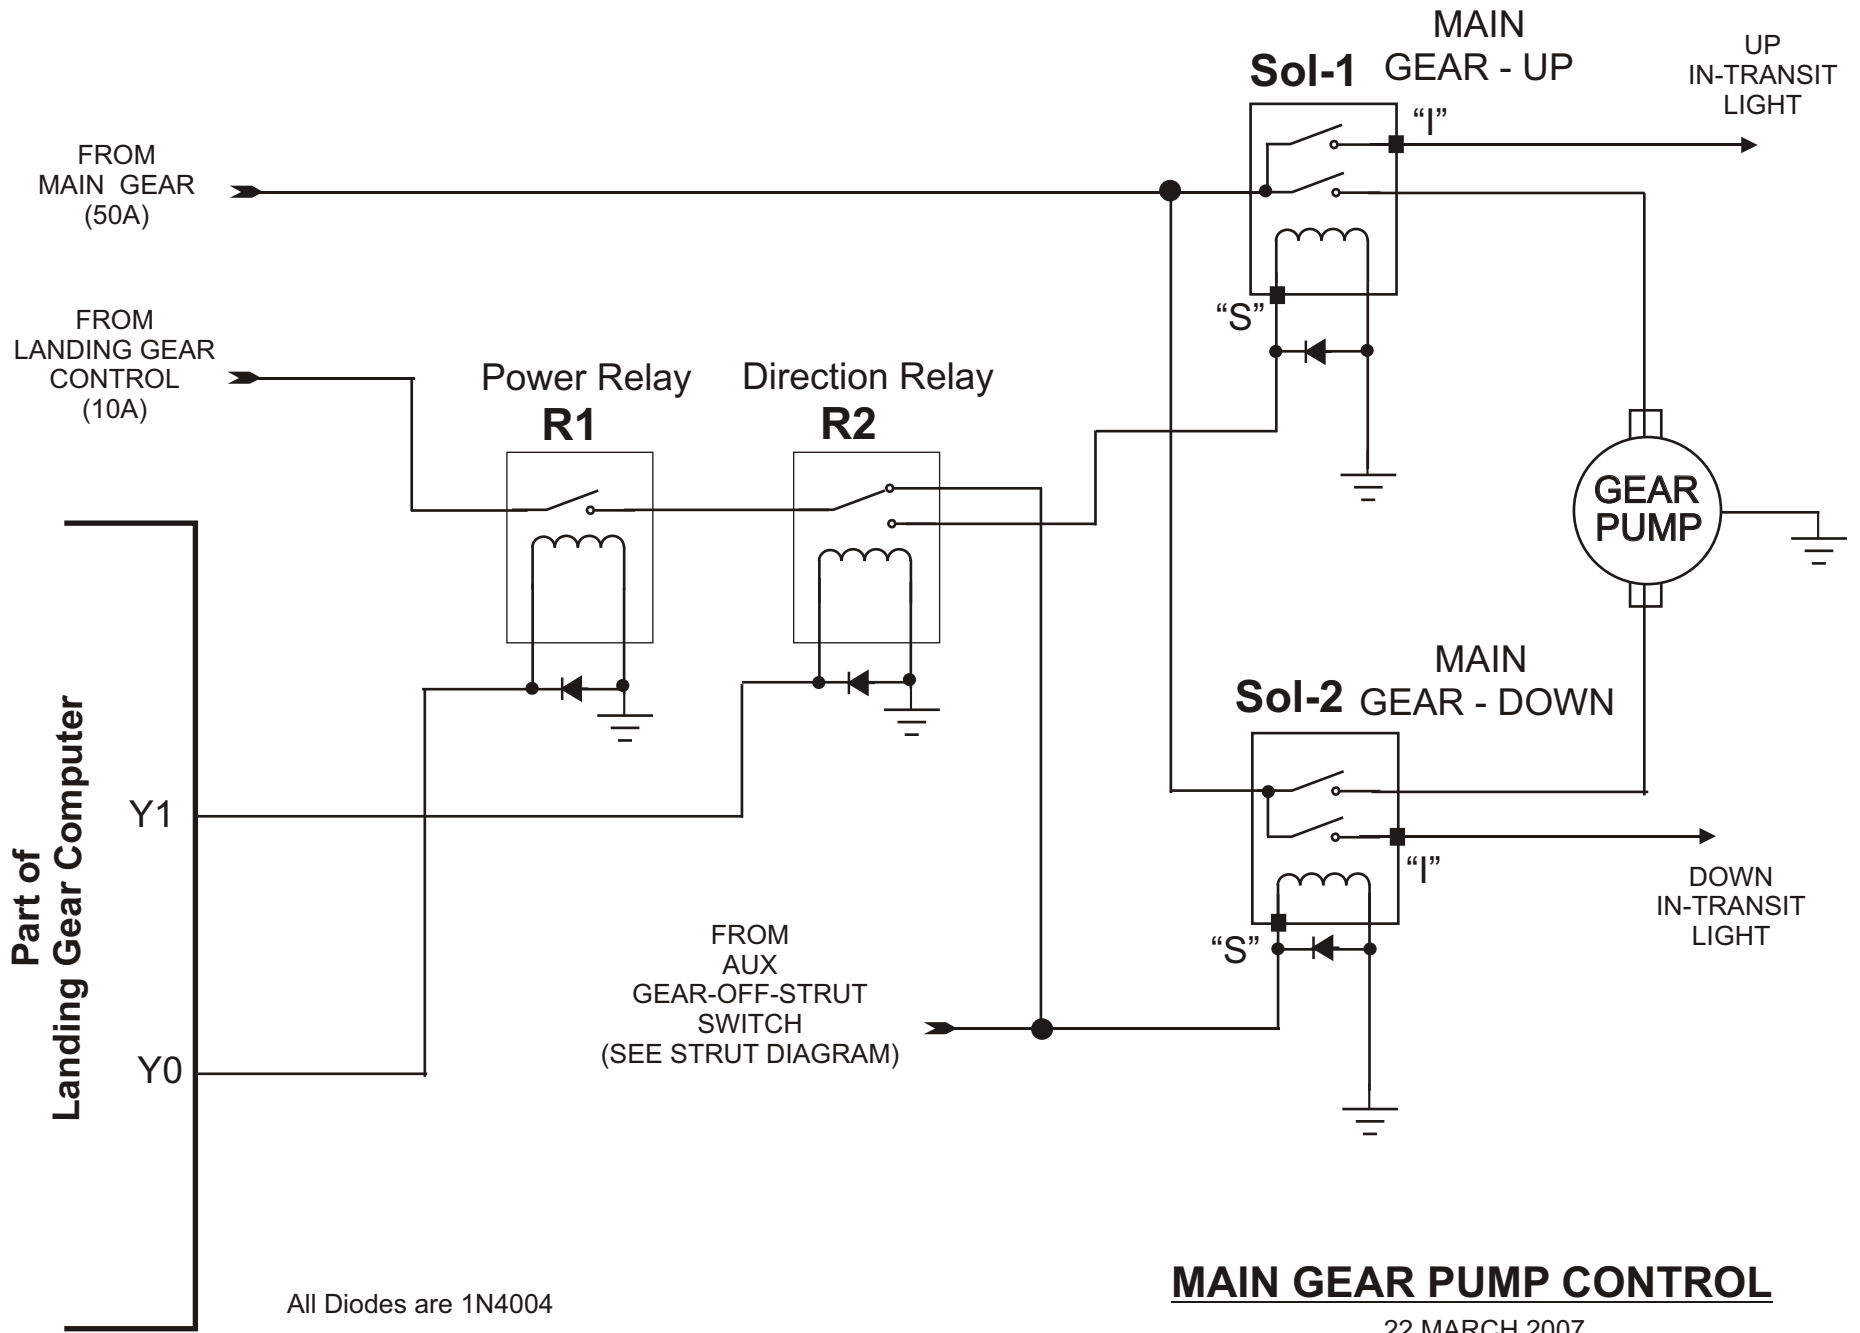 MAIN
GEAR - UP
Sol-1
“I”
UP
IN-TRANSIT
LIGHT
FROM
MAIN GEAR
(50A)
“S”
FROM
LANDING GEAR
CONTROL
(10A)
Power Relay
R1
Direction Relay
R2
GEAR
PUMP
MAIN
GEAR - DOWN
Sol-2
“I”
“S”
DOWN
IN-TRANSIT
LIGHT
Part of
Landing Gear Computer
Y1
Y0
FROM
AUX
GEAR-OFF-STRUT
SWITCH
(SEE STRUT DIAGRAM)
All Diodes are 1N4004
MAIN GEAR PUMP CONTROL
22 MARCH 2007